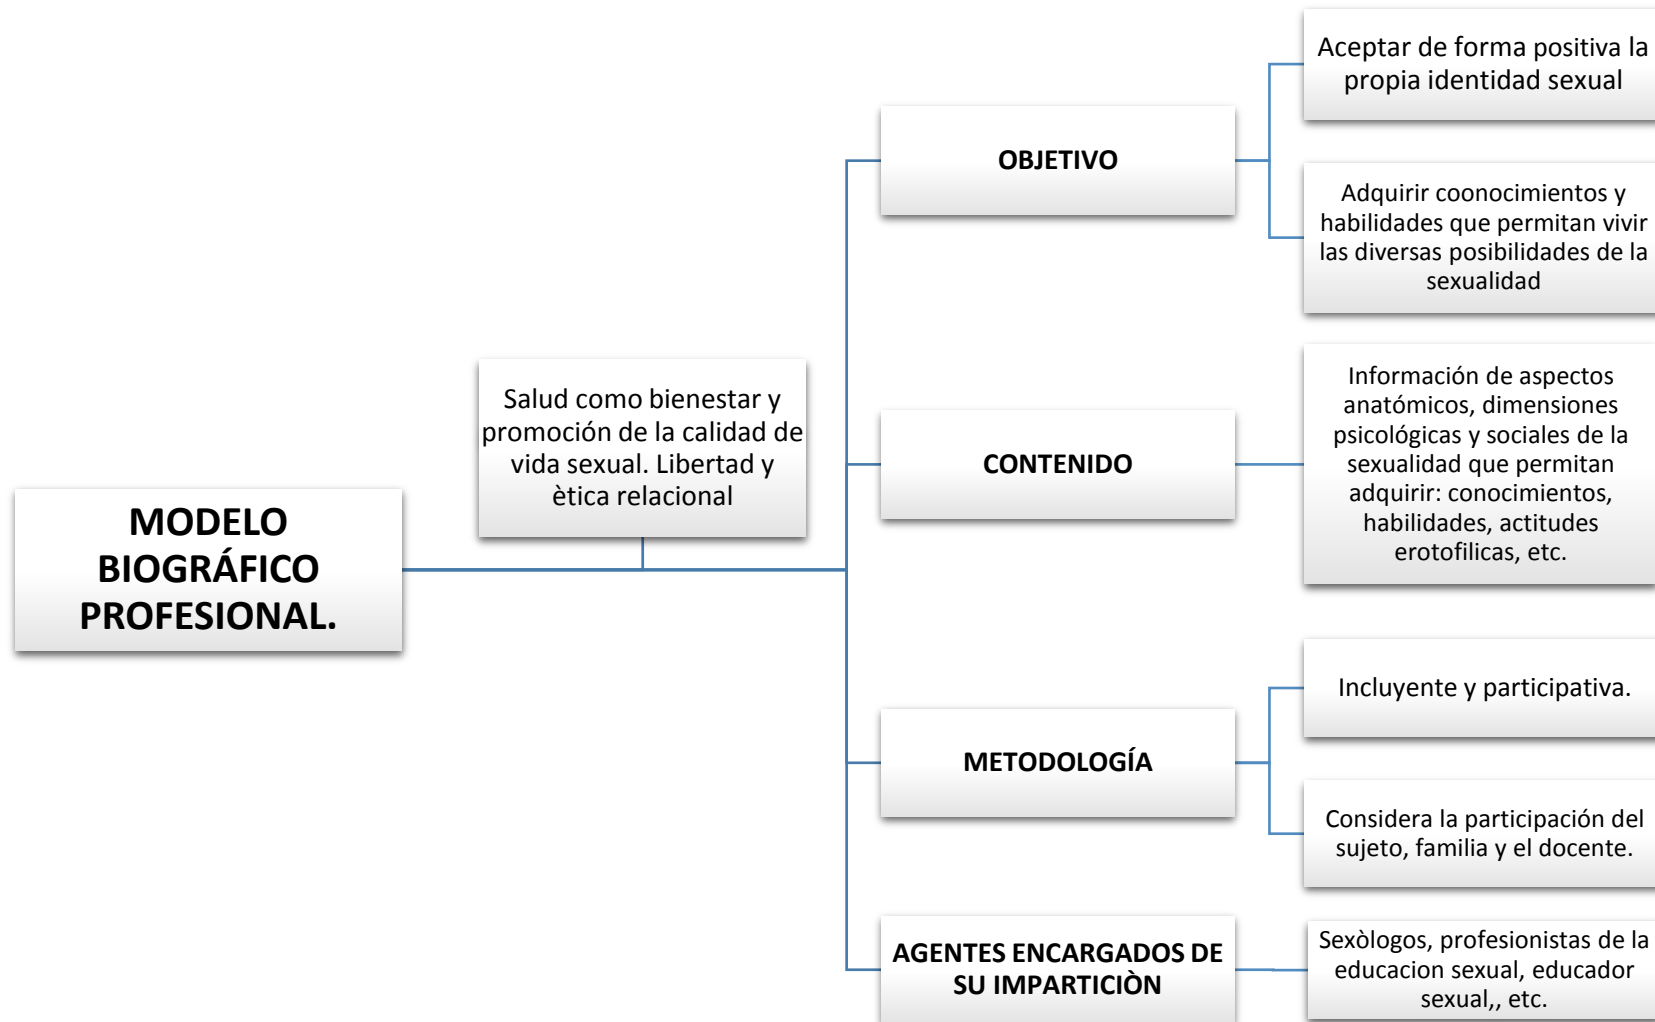 MODELO
BIOGRÁFICO
PROFESIONAL.
Salud como bienestar y
promoción de la calidad de
vida sexual. Libertad y
ètica relacional
OBJETIVO
Aceptar de forma positiva la
propia identidad sexual
Adquirir coonocimientos y
habilidades que permitan vivir
las diversas posibilidades de la
sexualidad
CONTENIDO
Información de aspectos
anatómicos, dimensiones
psicológicas y sociales de la
sexualidad que permitan
adquirir: conocimientos,
habilidades, actitudes
erotofilicas, etc.
METODOLOGÍA
Incluyente y participativa.
Considera la participación del
sujeto, familia y el docente.
AGENTES ENCARGADOS DE
SU IMPARTICIÒN
Sexòlogos, profesionistas de la
educacion sexual, educador
sexual,, etc.